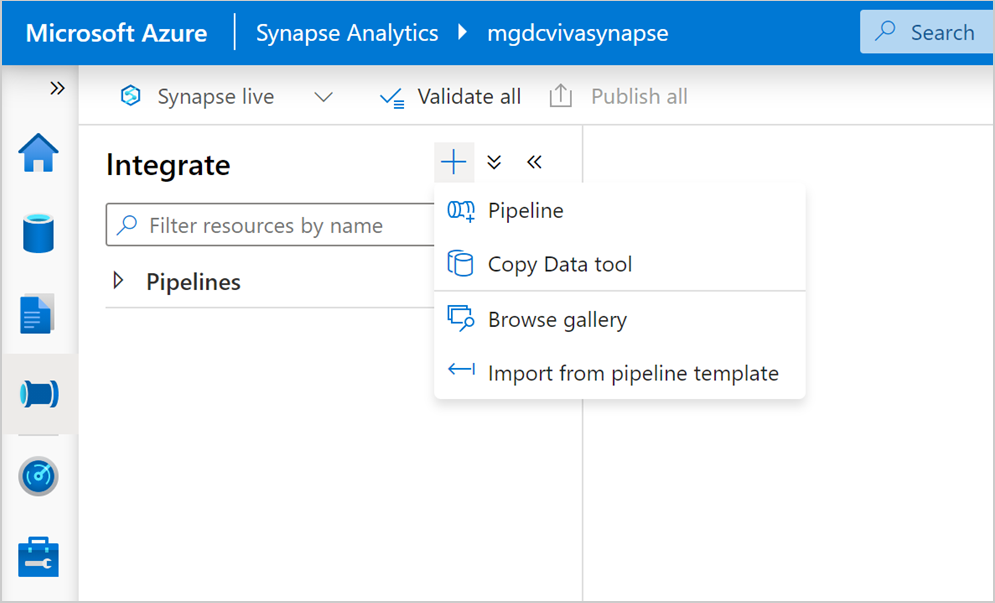 Microsoft Azure Synapse Analytics mgdcvivasynapse Search
Synapse live Validate all Publish all
Integrate
Filter resources by name
Pipelines
Pipeline
Copy Data tool
Browse gallery
Import from pipeline template